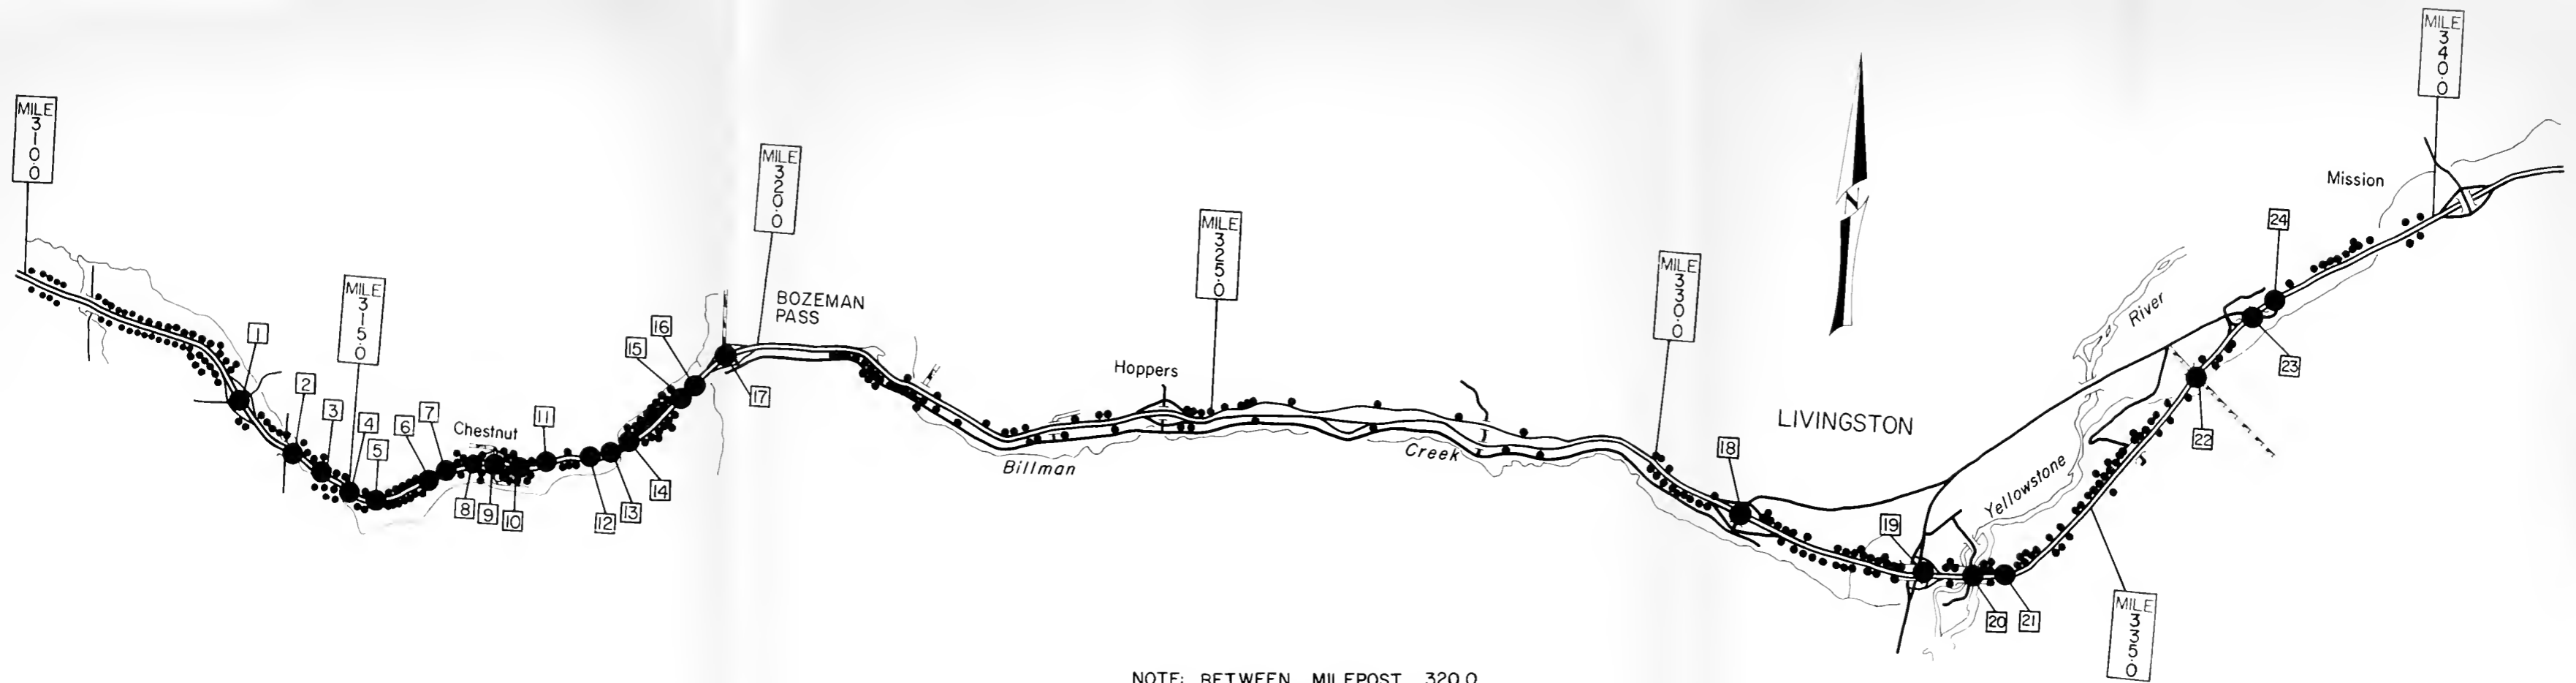 MILE
310.0
MILE
315.0
MILE
320.0
MILE
325.0
MILE
330.0
MILE
335.0
MILE
340.0
1
2
3
4
5
6
7
Chestnut
8
9
10
11
12
13
14
15
16
17
BOZEMAN
PASS
Hoppers
Billman
Creek
N
LIVINGSTON
18
19
Yellowstone
River
20
21
22
23
24
Mission
NOTE: BETWEEN MILEPOST 320.0